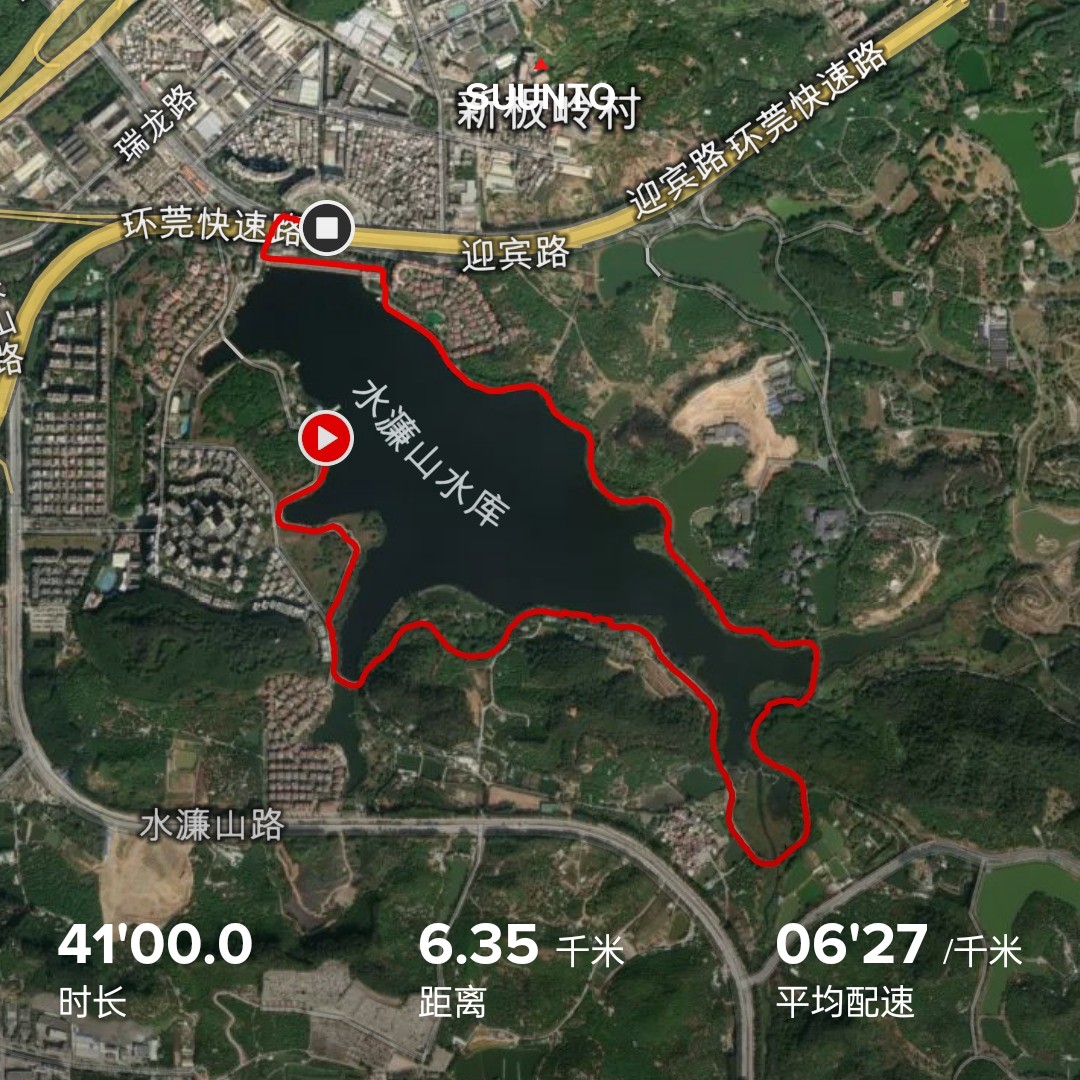 SUUNTO
新板岭村
瑞龙路
迎宾路
环莞快速路
环莞快速路
迎宾路
山路
水濂山水库
水濂山路
41'00.0
6.35 千米
06'27 /千米
时长
距离
平均配速